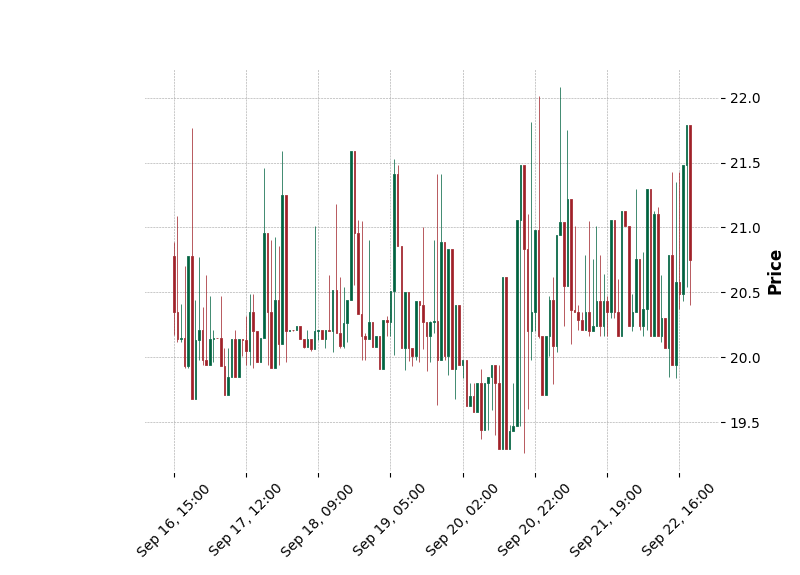 22.0
21.5
21.0
20.5
20.0
19.5
Price
Sep 16, 15:00
Sep 17, 12:00
Sep 18, 09:00
Sep 19, 05:00
Sep 20, 02:00
Sep 20, 22:00
Sep 21, 19:00
Sep 22, 16:00